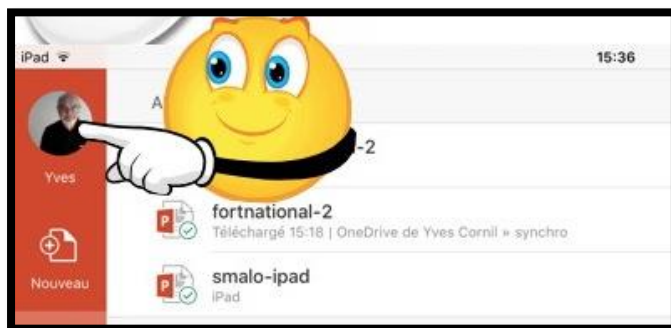 iPad 15:36
A
-2
Yves
fortnational-2
Téléchargé 15:18 | OneDrive de Yves Cornil » synchro
Nouveau
smalo-ipad
iPad